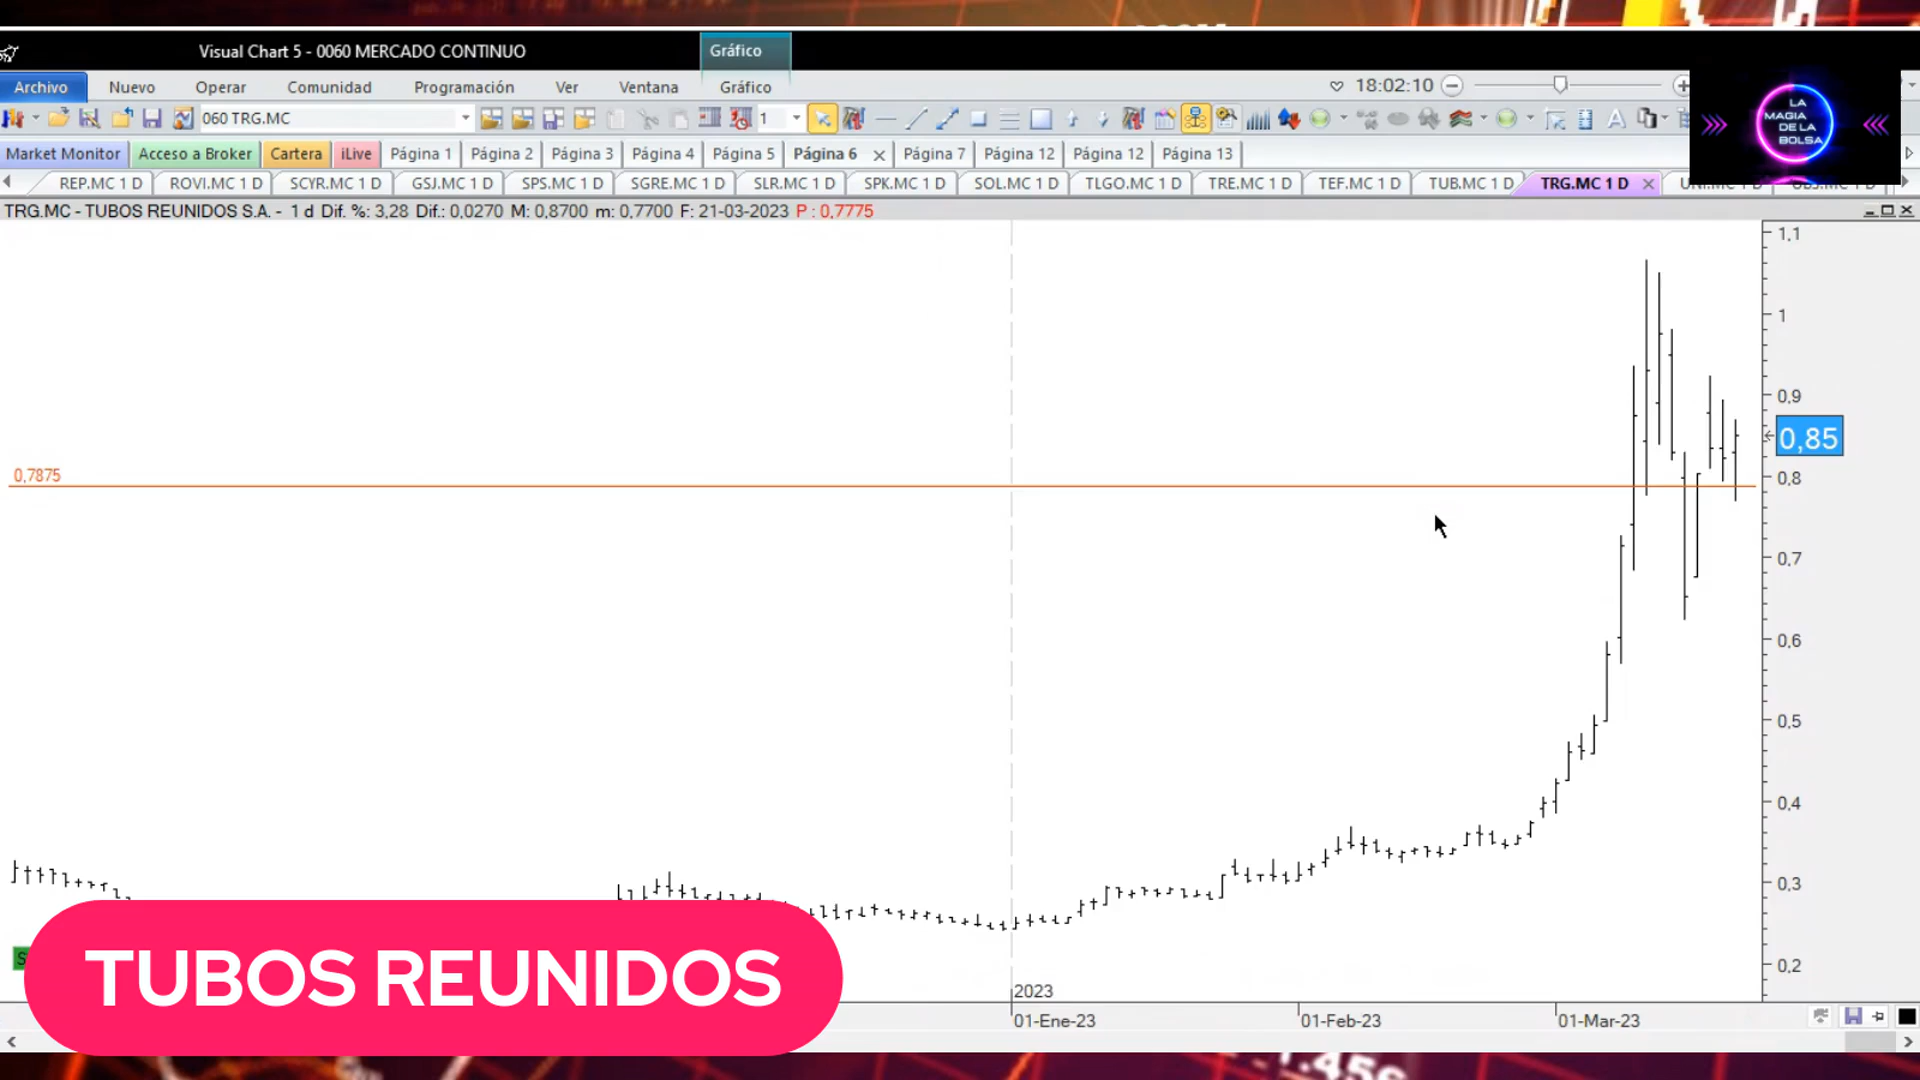 Visual Chart 5 - 0060 MERCADO CONTINUO
Gráfico
Archivo Nuevo Operar Comunidad Programación Ver Ventana Gráfico
18:02:10
060 TRG.MC
1
Market Monitor Acceso a Broker Cartera iLive Página 1 Página 2 Página 3 Página 4 Página 5 Página 6 Página 7 Página 12 Página 12 Página 13
LA
MAGIA
DE LA
BOLSA
REP.MC 1 D ROVI.MC 1 D SCYR.MC 1 D GSJ.MC 1 D SPS.MC 1 D SGRE.MC 1 D SLR.MC 1 D SPK.MC 1 D SOL.MC 1 D TLGO.MC 1 D TRE.MC 1 D TEF.MC 1 D TUB.MC 1 D TRG.MC 1 D
TRG.MC - TUBOS REUNIDOS S.A. - 1 d Dif. %: 3,28 Dif.: 0,0270 M: 0,8700 m: 0,7700 F: 21-03-2023 P : 0,7775
1,1
1
0,9
0,85
0,7875
0,8
0,7
0,6
0,5
0,4
0,3
0,2
TUBOS REUNIDOS
2023
01-Ene-23 01-Feb-23 01-Mar-23